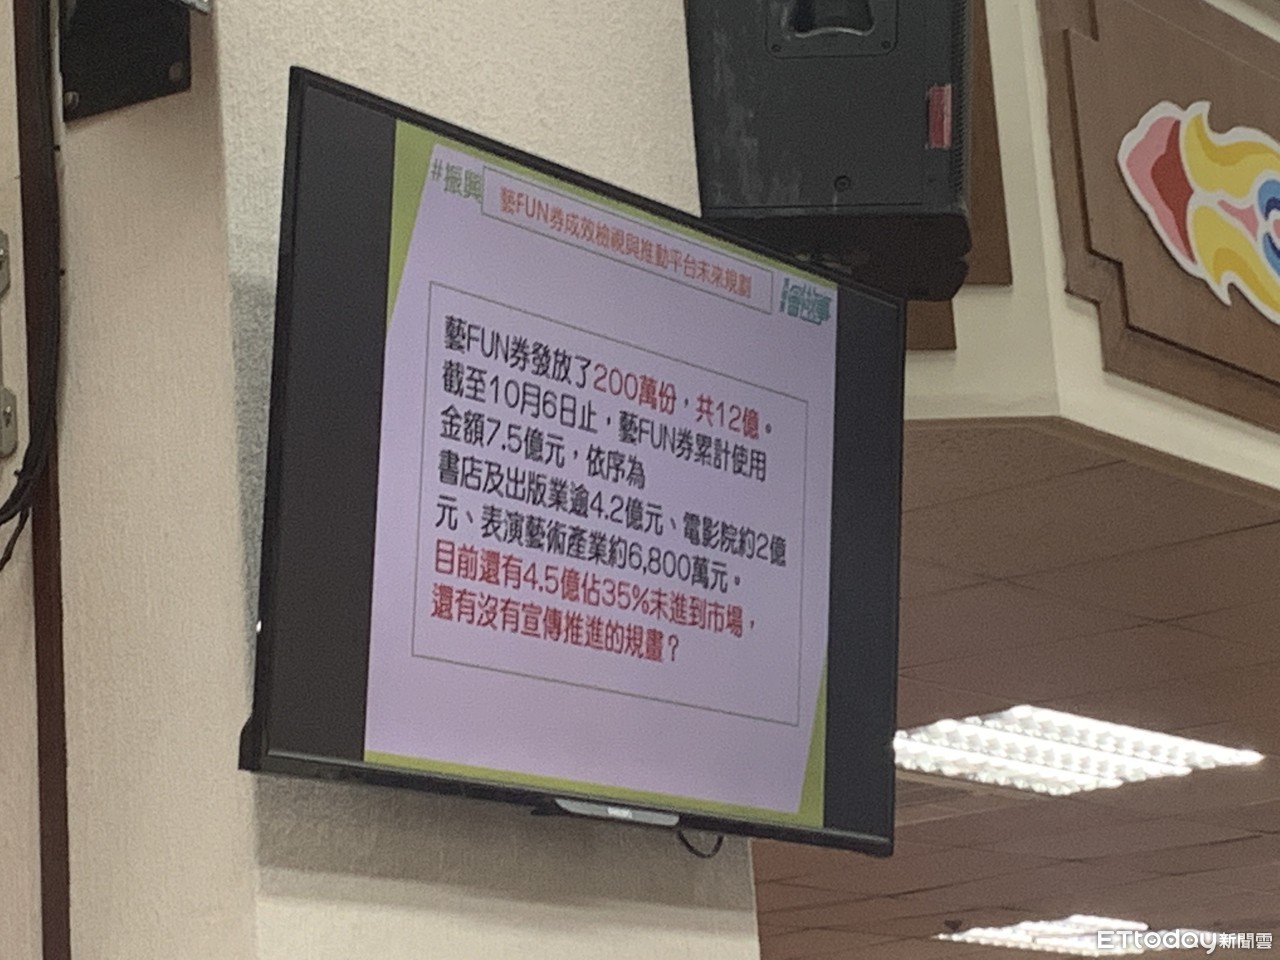 #振興
藝FUN券成效檢視與推動平台未來規劃
藝FUN券發放了200萬份，共12億。
截至10月6日止，藝FUN券累計使用
金額7.5億元，依序為
書店及出版業逾4.2億元、電影院約2億
元、表演藝術產業約6,800萬元。
目前還有4.5億佔35%未進到市場，
還有沒有宣傳推進的規畫？
ETtoday新聞雲